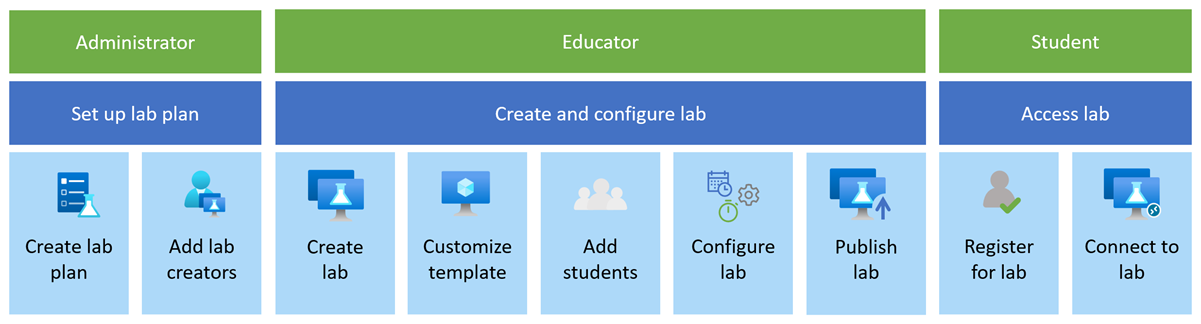 Administrator
Educator
Student
Set up lab plan
Create and configure lab
Access lab
Create lab
plan
Add lab
creators
Create
lab
Customize
template
Add
students
Configure
lab
Publish
lab
Register
for lab
Connect to
lab